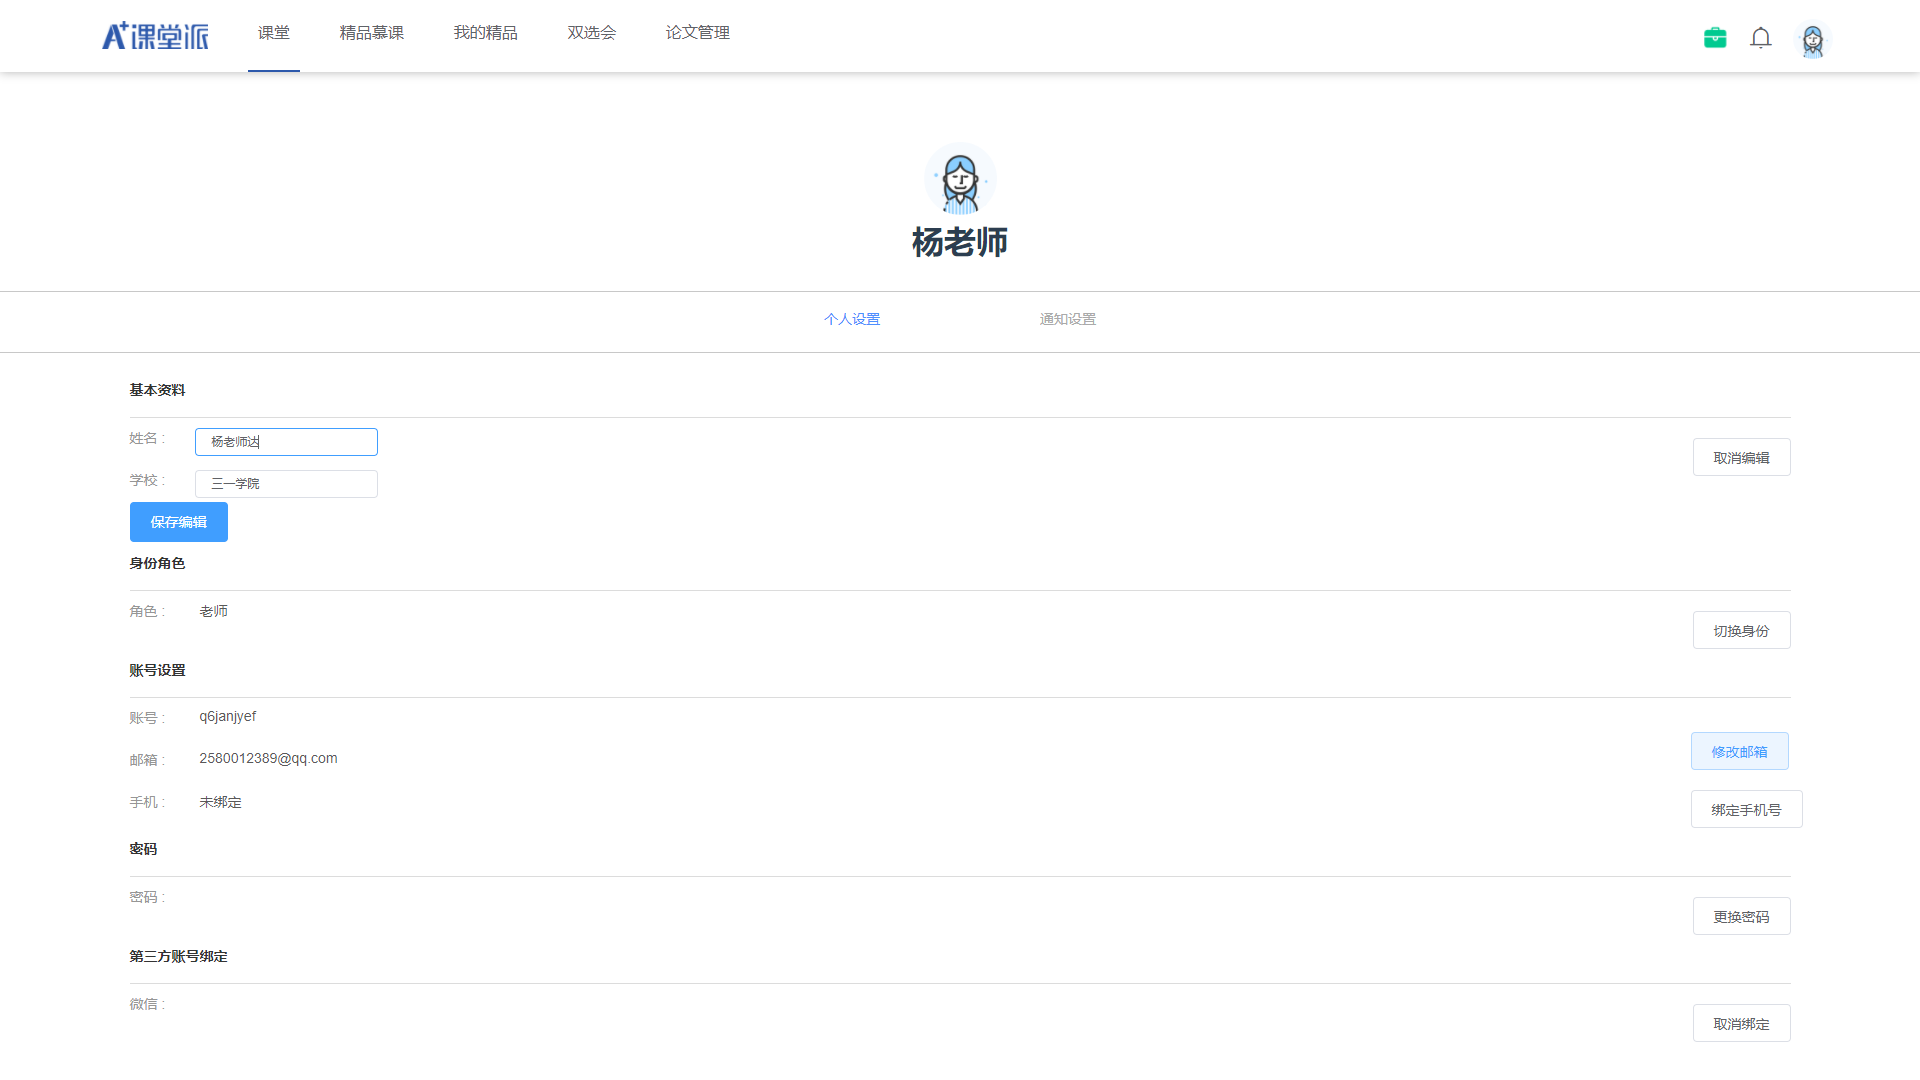 A+课堂派
课堂 精品慕课 我的精品 双选会 论文管理
杨老师
个人设置 通知设置
基本资料
姓名 : 杨老师达
取消编辑
学校 : 三一学院
保存编辑
身份角色
角色 : 老师
切换身份
账号设置
账号 : q6janjyef
邮箱 : 2580012389@qq.com
修改邮箱
手机 : 未绑定
绑定手机号
密码
密码 :
更换密码
第三方账号绑定
微信 :
取消绑定